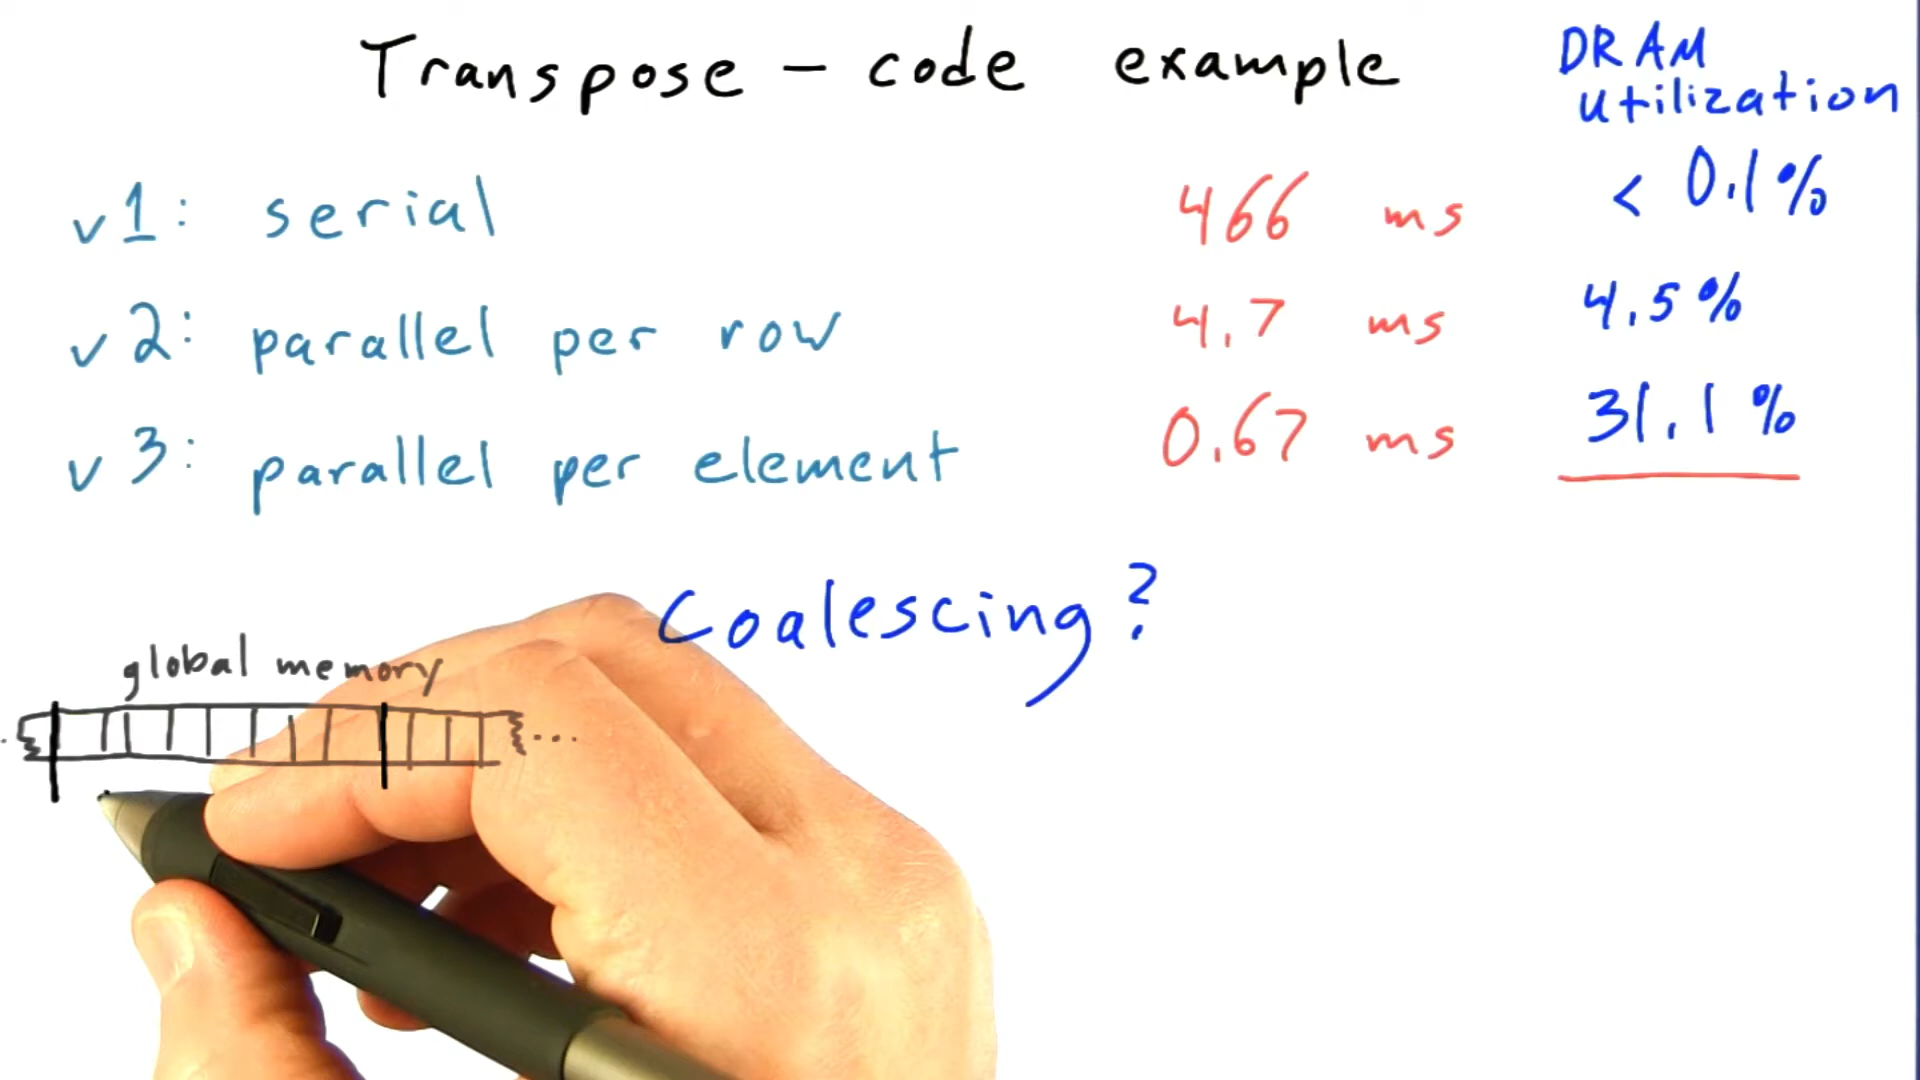 Transpose – code example
DRAM
utilization
v1: serial 466 ms < 0.1%
v2: parallel per row 4.7 ms 4.5%
v3: parallel per element 0.67 ms 31.1%
Coalescing?
global memory
...